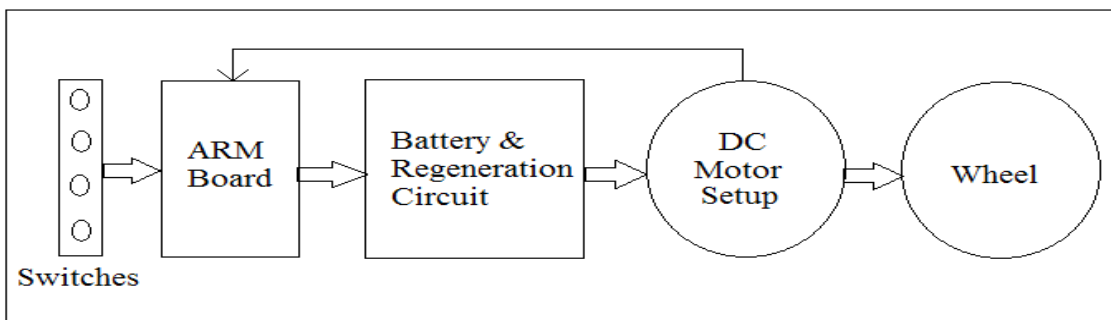 ARM
Board
Battery &
Regeneration
Circuit
DC
Motor
Setup
Wheel
Switches